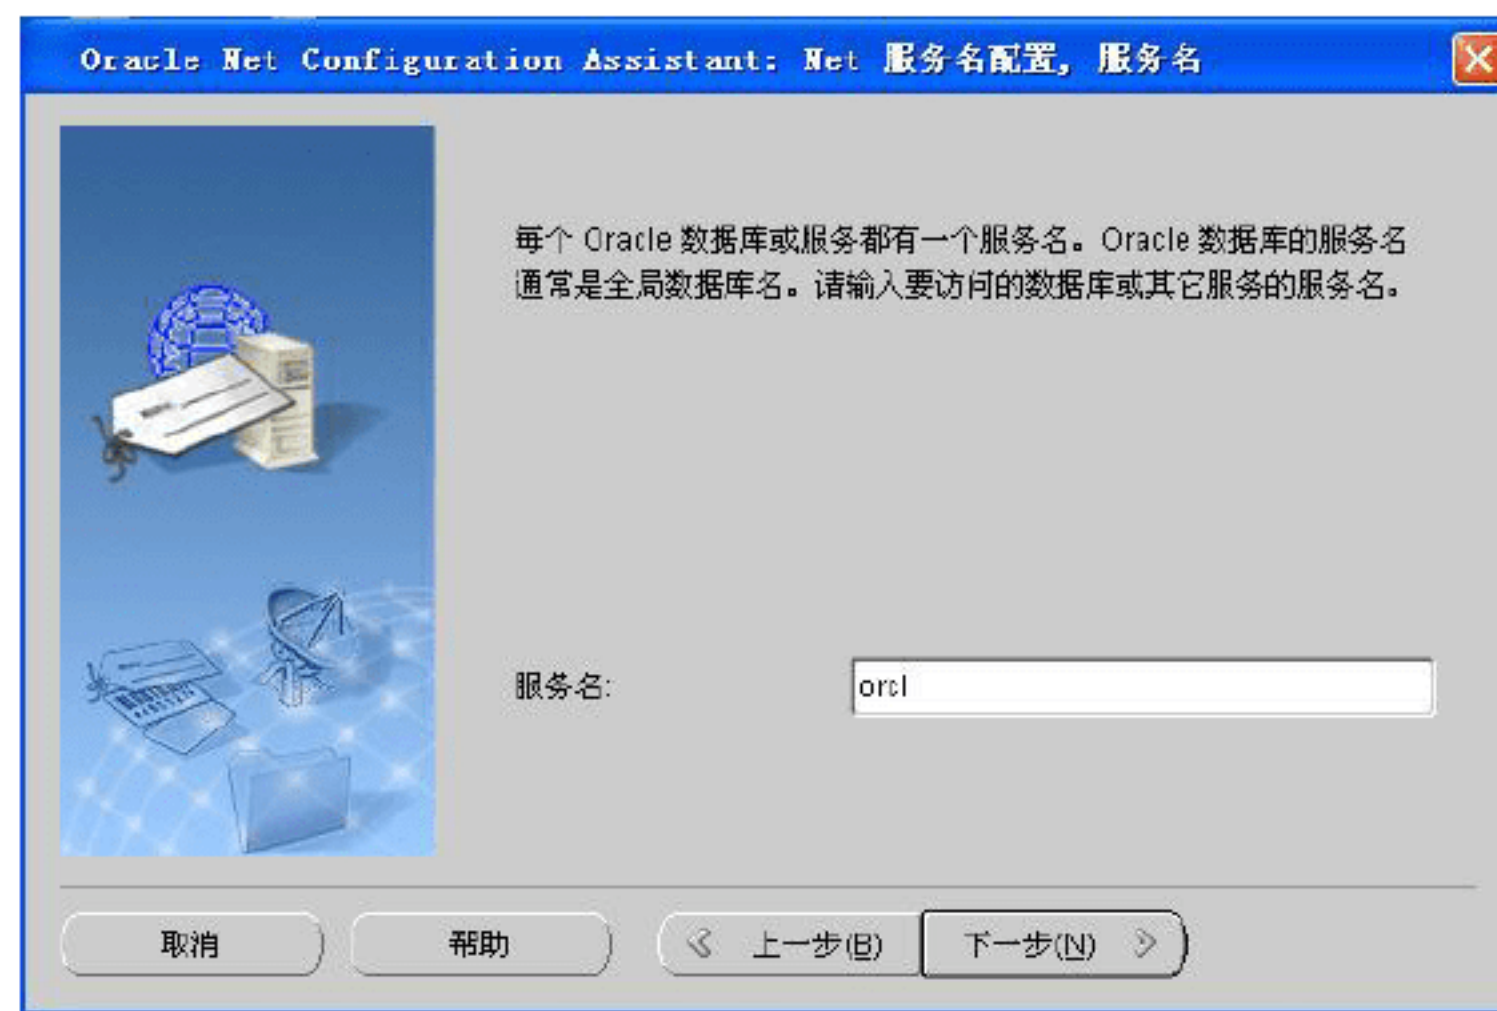 Oracle Net Configuration Assistant: Net 服务名配置, 服务名
每个 Oracle 数据库或服务都有一个服务名。Oracle 数据库的服务名
通常是全局数据库名。请输入要访问的数据库或其它服务的服务名。
服务名: orcl
取消 帮助 上一步(B) 下一步(N)